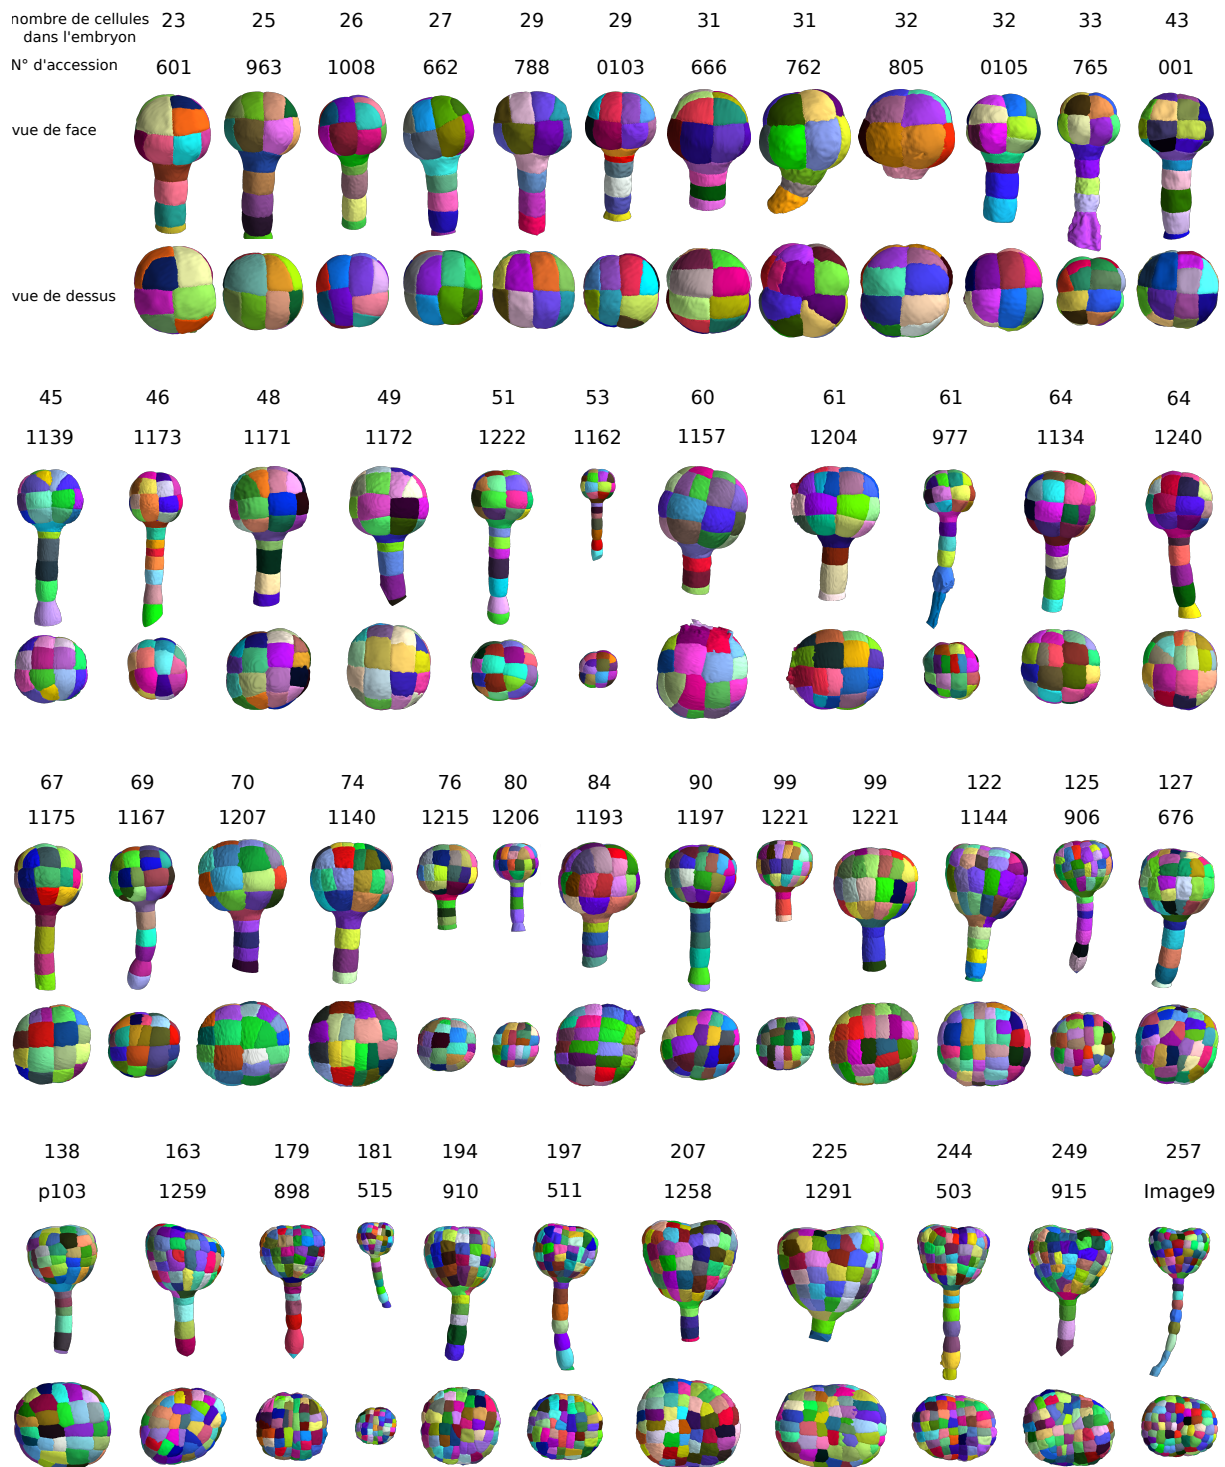 nombre de cellules 23 25 26 27 29 29 31 31 32 32 33 43
dans l'embryon
N° d'accession 601 963 1008 662 788 0103 666 762 805 0105 765 001
vue de face
vue de dessus
45 46 48 49 51 53 60 61 61 64 64
1139 1173 1171 1172 1222 1162 1157 1204 977 1134 1240
67 69 70 74 76 80 84 90 99 99 122 125 127
1175 1167 1207 1140 1215 1206 1193 1197 1221 1221 1144 906 676
138 163 179 181 194 197 207 225 244 249 257
p103 1259 898 515 910 511 1258 1291 503 915 Image9